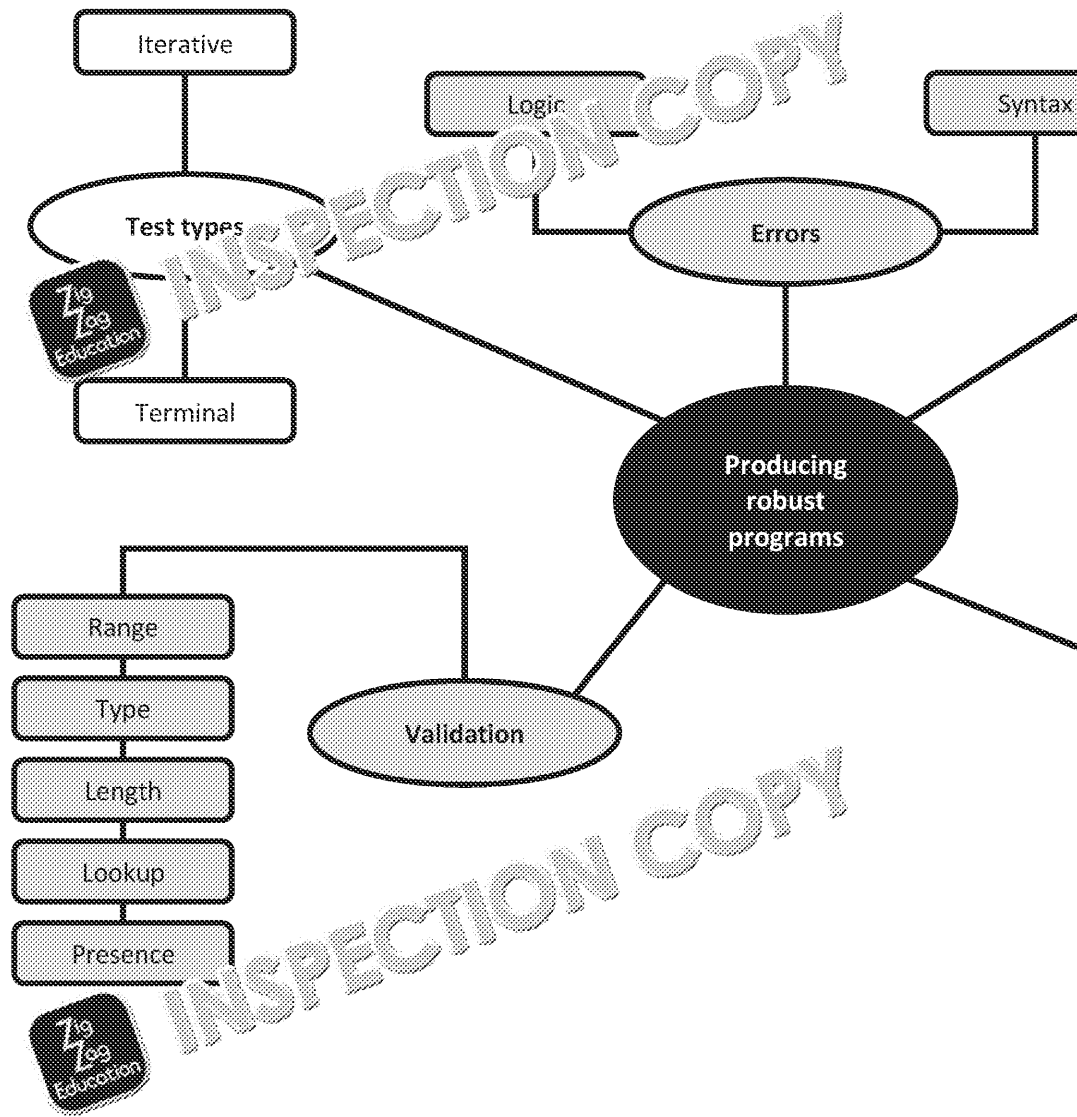 Iterative
Logic
Syntax
Test types
Errors
INSPECTION COPY
Zig
Zag
Education
Terminal
Producing
robust
programs
Range
Type
Validation
Length
Lookup
Presence
INSPECTION COPY
Zig
Zag
Education